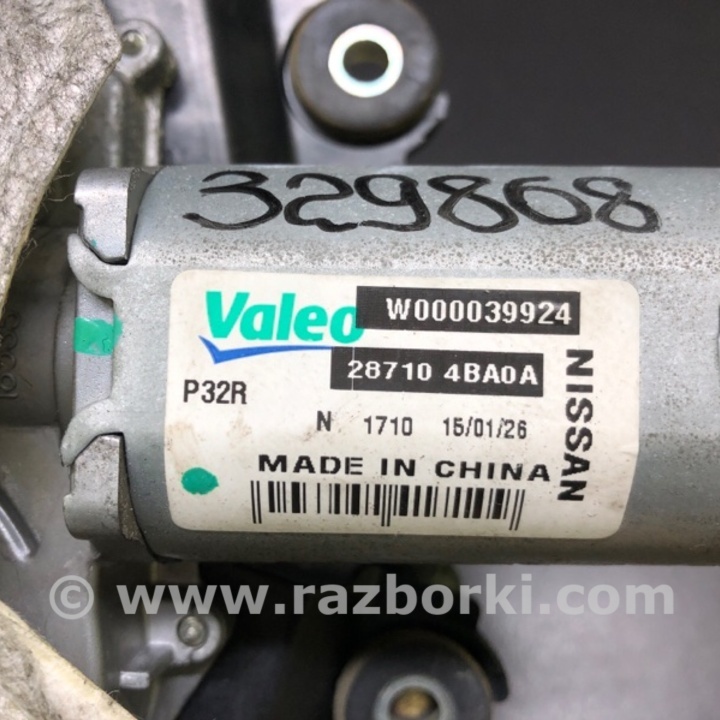 329868
Valeo W000039924
28710 4BA0A
P32R
N 1710 15/01/26
MADE IN CHINA
NISSAN
© www.razborki.com